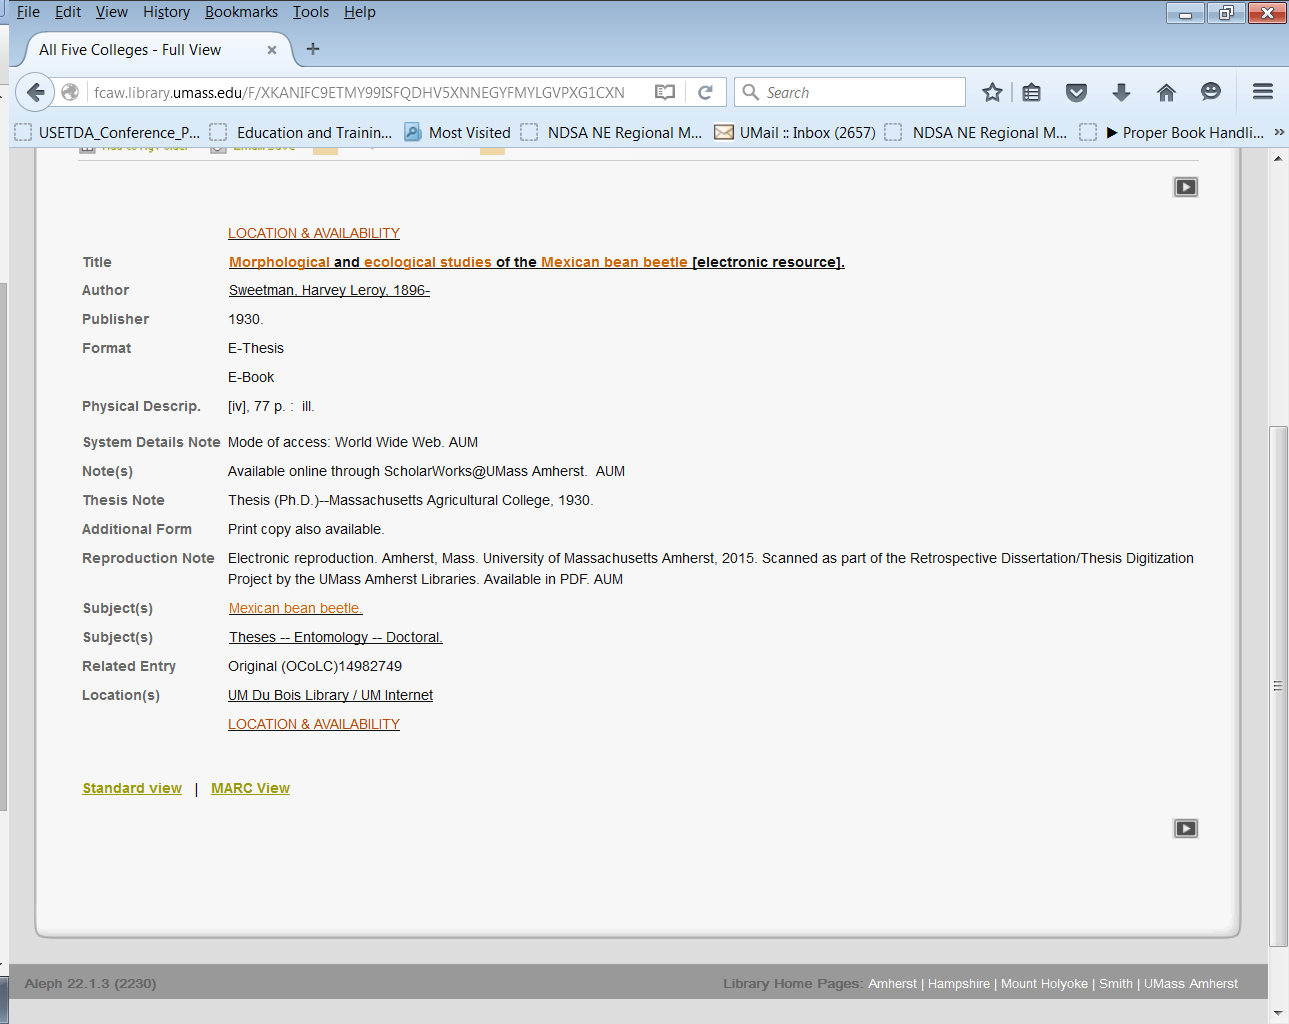 File Edit View History Bookmarks Tools Help
All Five Colleges - Full View
fcaw.library.umass.edu/F/XKANIFC9ETMY99ISFQDHV5XNNEGYFMYLGVPXG1CXN
Search
USETDA_Conference_P... Education and Trainin... Most Visited NDSA NE Regional M... UMail :: Inbox (2657) NDSA NE Regional M... ▶ Proper Book Handli... »
LOCATION & AVAILABILITY
Title Morphological and ecological studies of the Mexican bean beetle [electronic resource].
Author Sweetman, Harvey Leroy, 1896-
Publisher 1930.
Format E-Thesis
E-Book
Physical Descrip. [iv], 77 p. : ill.
System Details Note Mode of access: World Wide Web. AUM
Note(s) Available online through ScholarWorks@UMass Amherst. AUM
Thesis Note Thesis (Ph.D.)--Massachusetts Agricultural College, 1930.
Additional Form Print copy also available.
Reproduction Note Electronic reproduction. Amherst, Mass. University of Massachusetts Amherst, 2015. Scanned as part of the Retrospective Dissertation/Thesis Digitization
Project by the UMass Amherst Libraries. Available in PDF. AUM
Subject(s) Mexican bean beetle.
Subject(s) Theses -- Entomology -- Doctoral.
Related Entry Original (OCoLC)14982749
Location(s) UM Du Bois Library / UM Internet
LOCATION & AVAILABILITY
Standard view | MARC View
Aleph 22.1.3 (2230) Library Home Pages: Amherst | Hampshire | Mount Holyoke | Smith | UMass Amherst